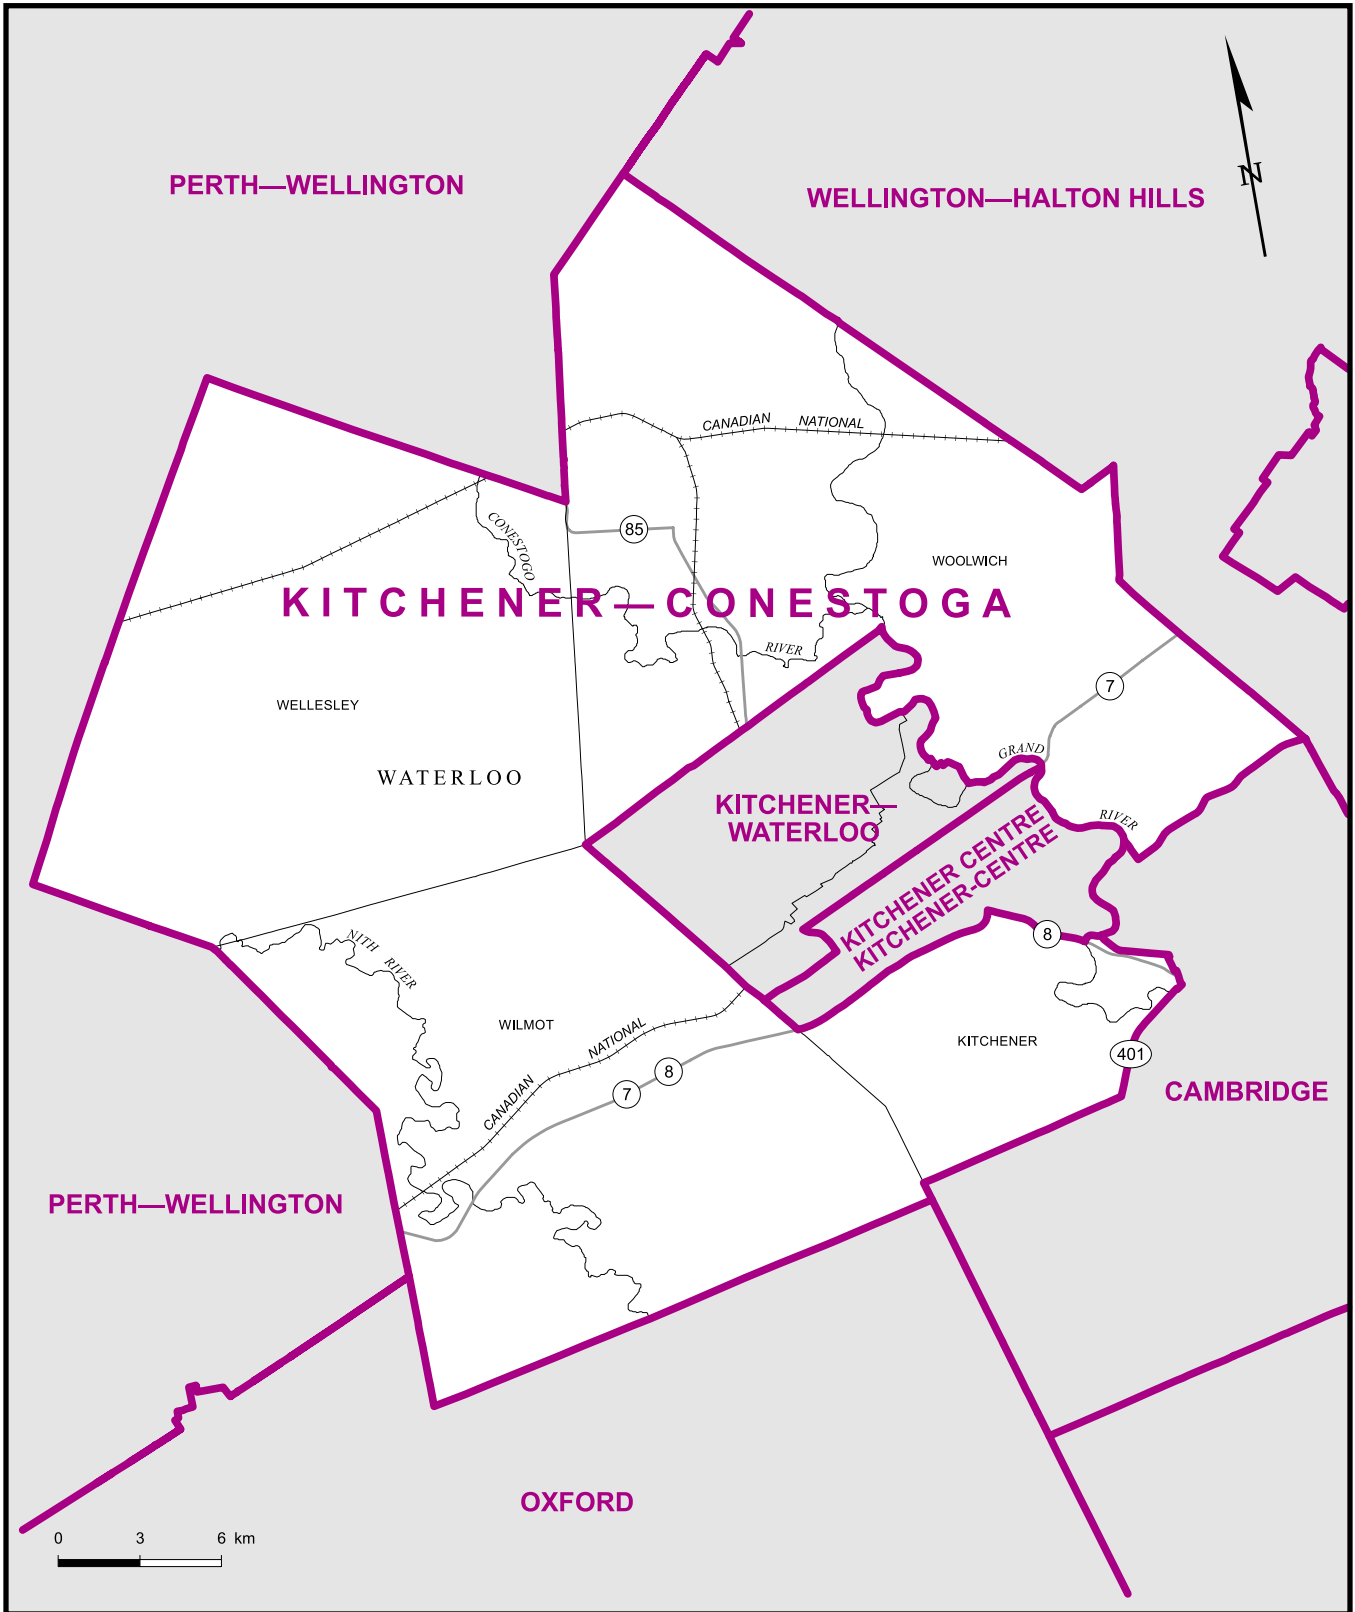 N
PERTH—WELLINGTON
WELLINGTON—HALTON HILLS
CANADIAN NATIONAL
CONESTOGO
85
WOOLWICH
KITCHENER—CONESTOGA
RIVER
7
WELLESLEY
GRAND
WATERLOO
KITCHENER—
WATERLOO
RIVER
KITCHENER CENTRE
KITCHENER-CENTRE
8
NITH
RIVER
WILMOT
NATIONAL
CANADIAN
KITCHENER
401
8
7
CAMBRIDGE
PERTH—WELLINGTON
OXFORD
0 3 6 km